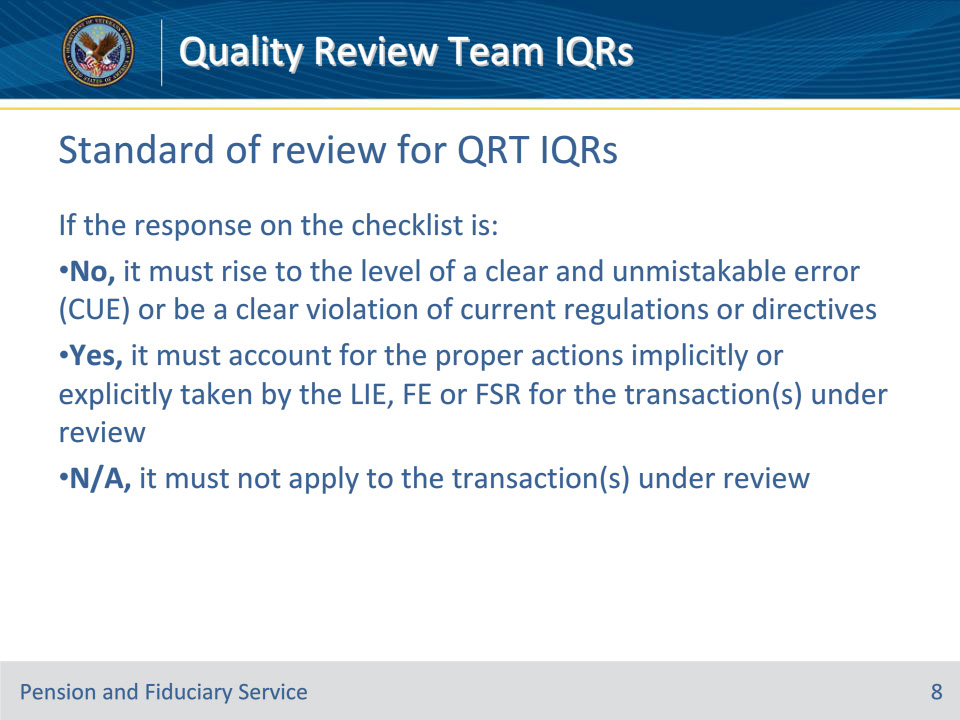 Quality Review Team IQRs
Standard of review for QRT IQRs
If the response on the checklist is:
•No, it must rise to the level of a clear and unmistakable error
(CUE) or be a clear violation of current regulations or directives
•Yes, it must account for the proper actions implicitly or
explicitly taken by the LIE, FE or FSR for the transaction(s) under
review
•N/A, it must not apply to the transaction(s) under review
Pension and Fiduciary Service
8